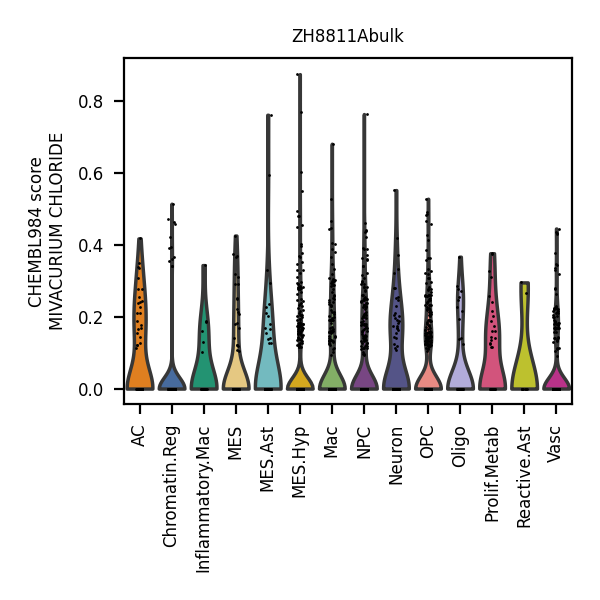 ZH8811Abulk
CHEMBL984 score
MIVACURIUM CHLORIDE
0.8
0.6
0.4
0.2
0.0
AC
Chromatin.Reg
Inflammatory.Mac
MES
MES.Ast
MES.Hyp
Mac
NPC
Neuron
OPC
Oligo
Prolif.Metab
Reactive.Ast
Vasc